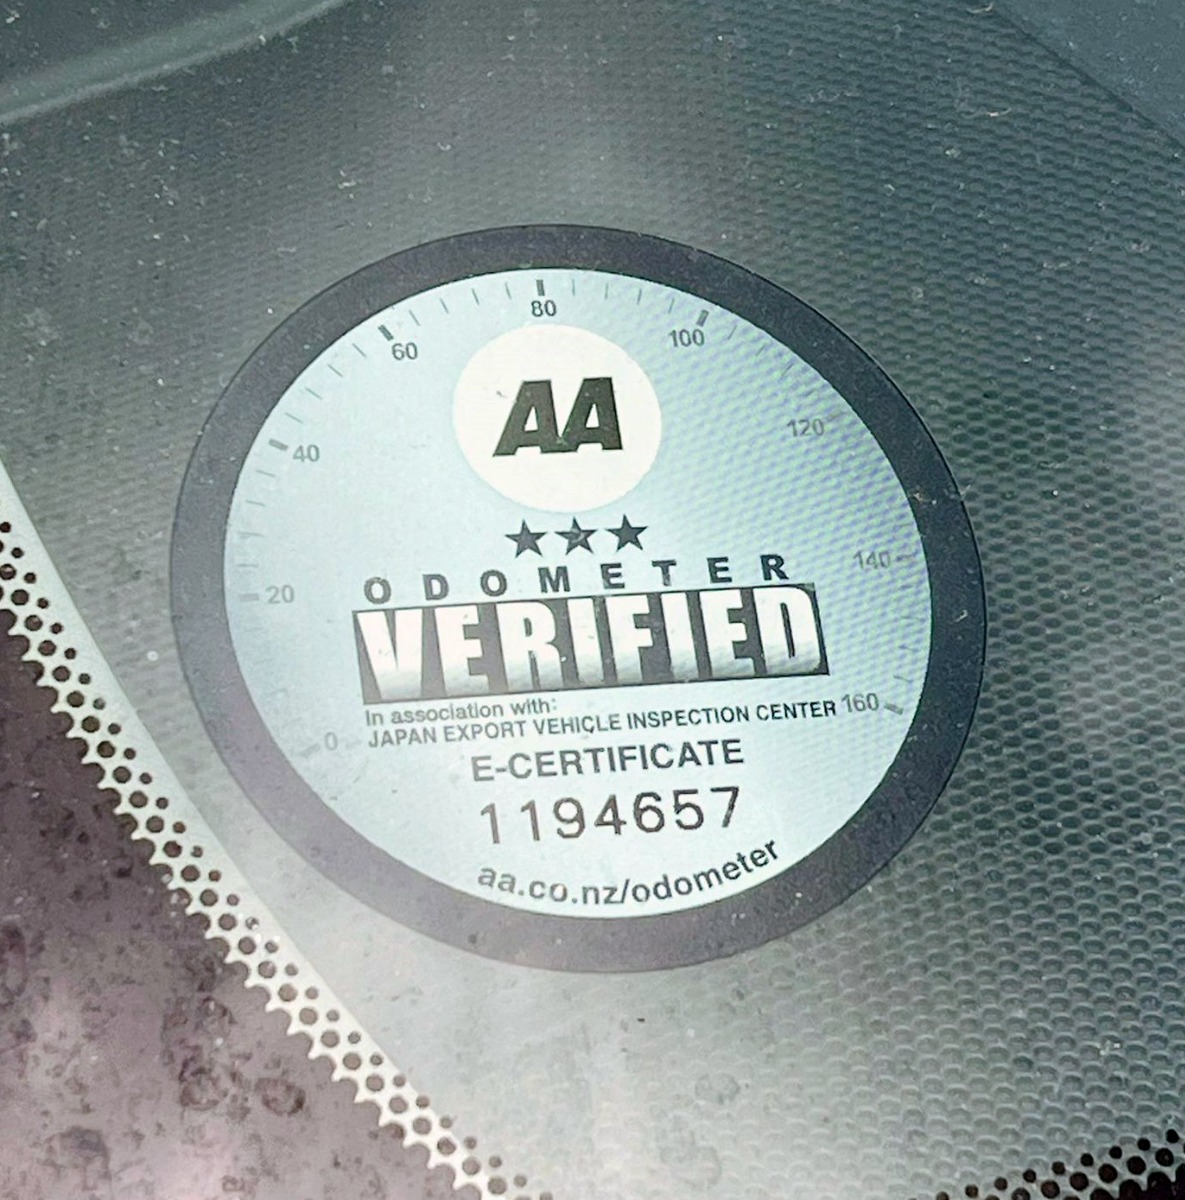 0
20
40
60
80
100
120
140
160
AA
ODOMETER
VERIFIED
In association with:
JAPAN EXPORT VEHICLE INSPECTION CENTER
E-CERTIFICATE
1194657
aa.co.nz/odometer